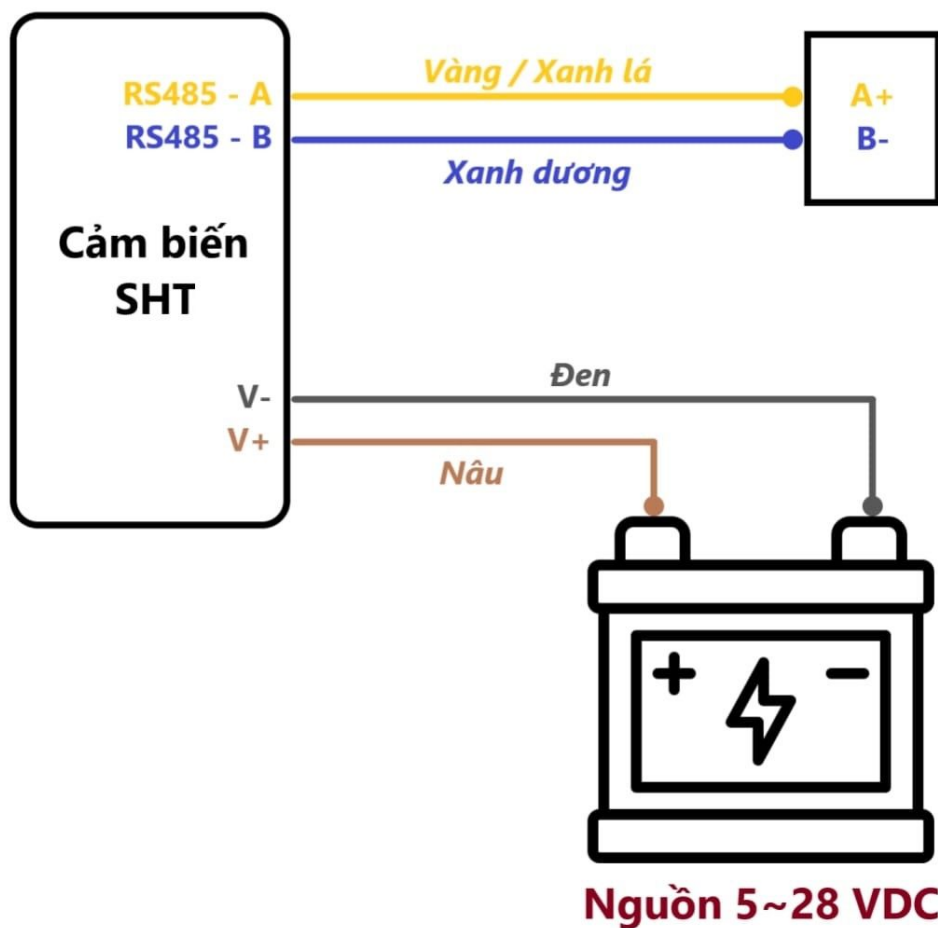 Vàng / Xanh lá
RS485 - A
A+
RS485 - B
B-
Xanh dương
Cảm biến
SHT
Đen
V-
V+
Nâu
+ -
Nguồn 5~28 VDC